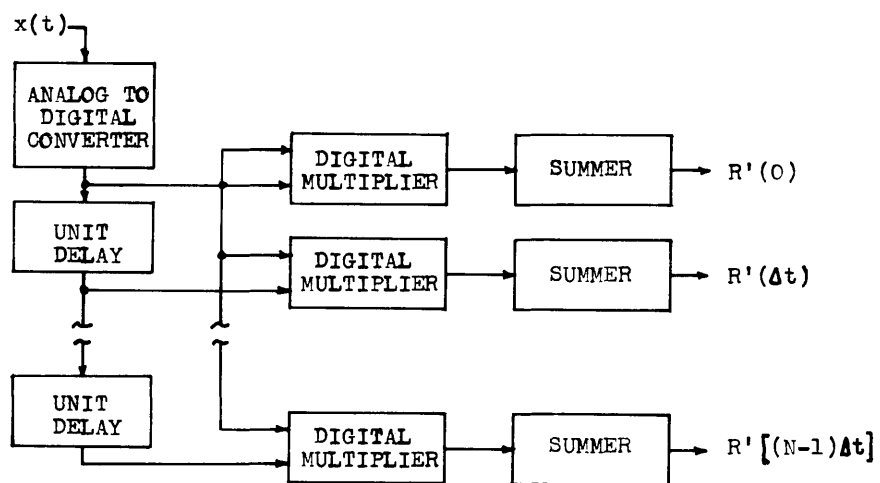 x(t)
ANALOG TO
DIGITAL
CONVERTER
DIGITAL
MULTIPLIER
SUMMER
R'(0)
UNIT
DELAY
DIGITAL
MULTIPLIER
SUMMER
R'(Δt)
UNIT
DELAY
DIGITAL
MULTIPLIER
SUMMER
R'[(N-1)Δt]